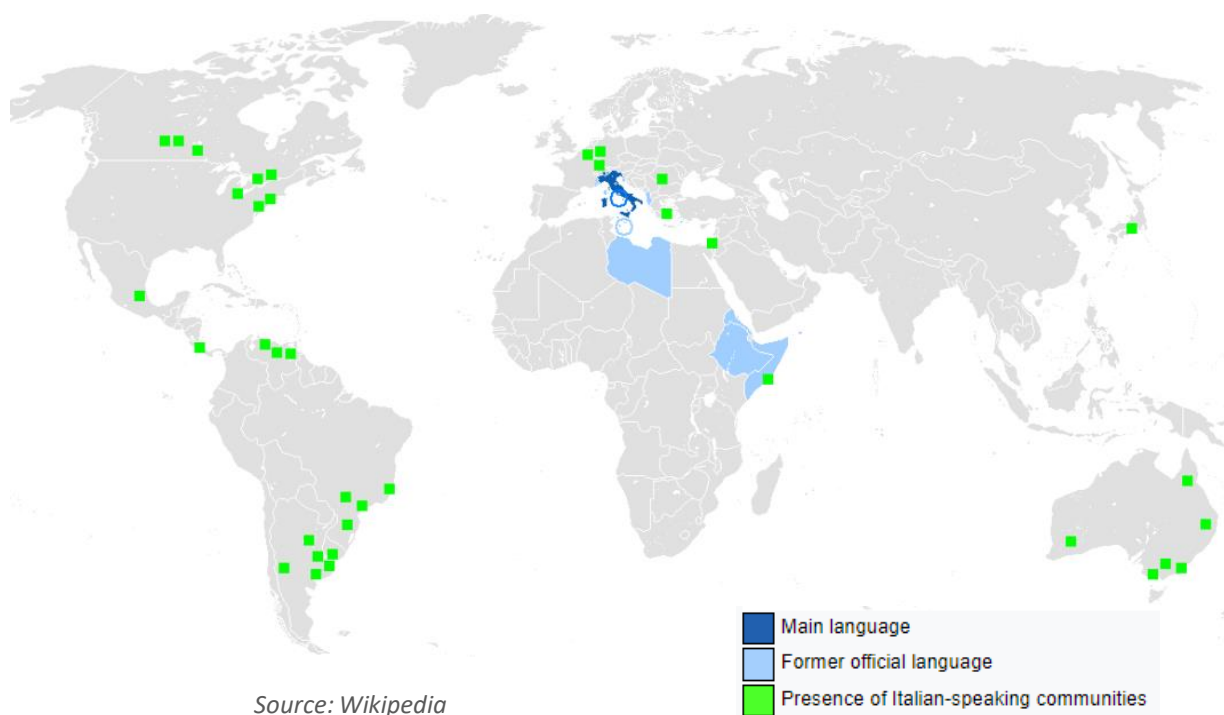 Main language
Former official language
Presence of Italian-speaking communities
Source: Wikipedia